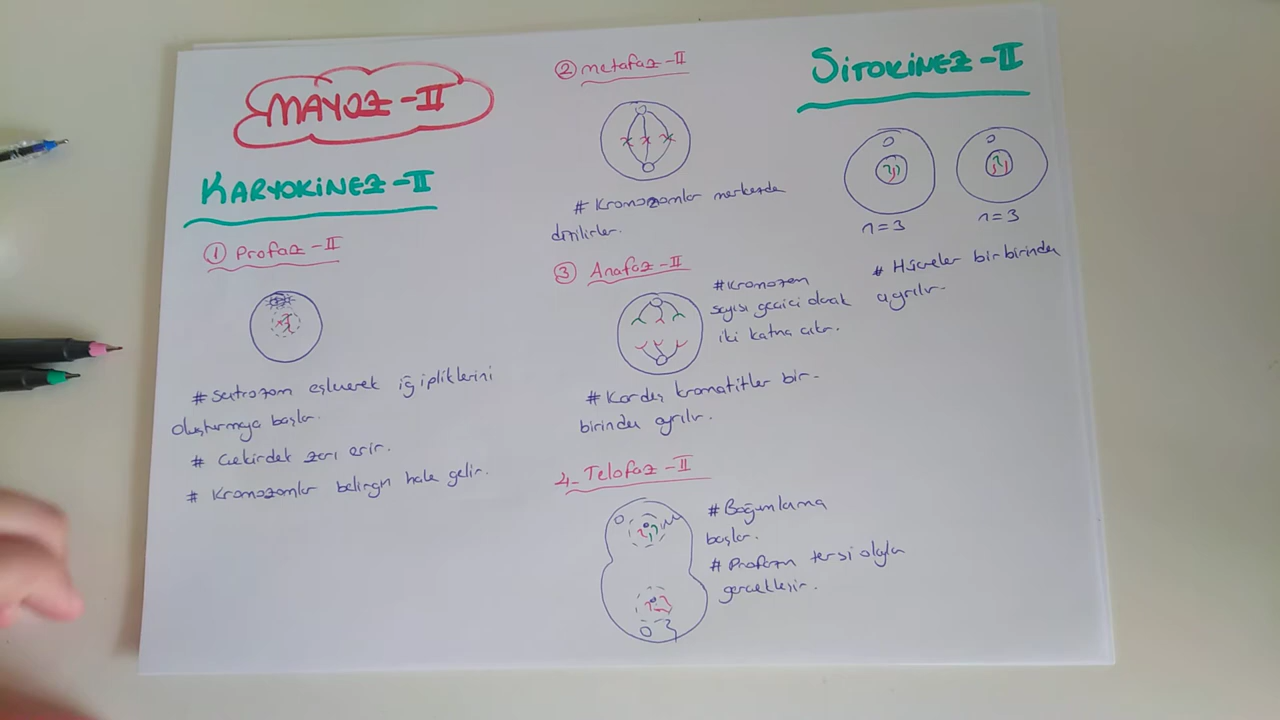 MAYOZ-II
KARYOKİNEZ-II
① Profaz-II
# Sentrozom eşlenerek iğ ipliklerini
oluşturmaya başlar.
# Çekirdek zarı erir.
# Kromozomlar belirgin hale gelir.
② metafaz-II
# Kromozomlar merkezde
dizilirler.
③ Anafaz-II
# Kromozom
sayısı geçici olarak
iki katına çıkar.
# Kardeş kromatitler bir-
birinden ayrılır.
4- Telofaz-II
# Boğumlanma
başlar.
# Profazın tersi olaylar
gerçekleşir.
SİTOKİNEZ-II
n=3
n=3
# Hücreler bir birinden
ayrılır.